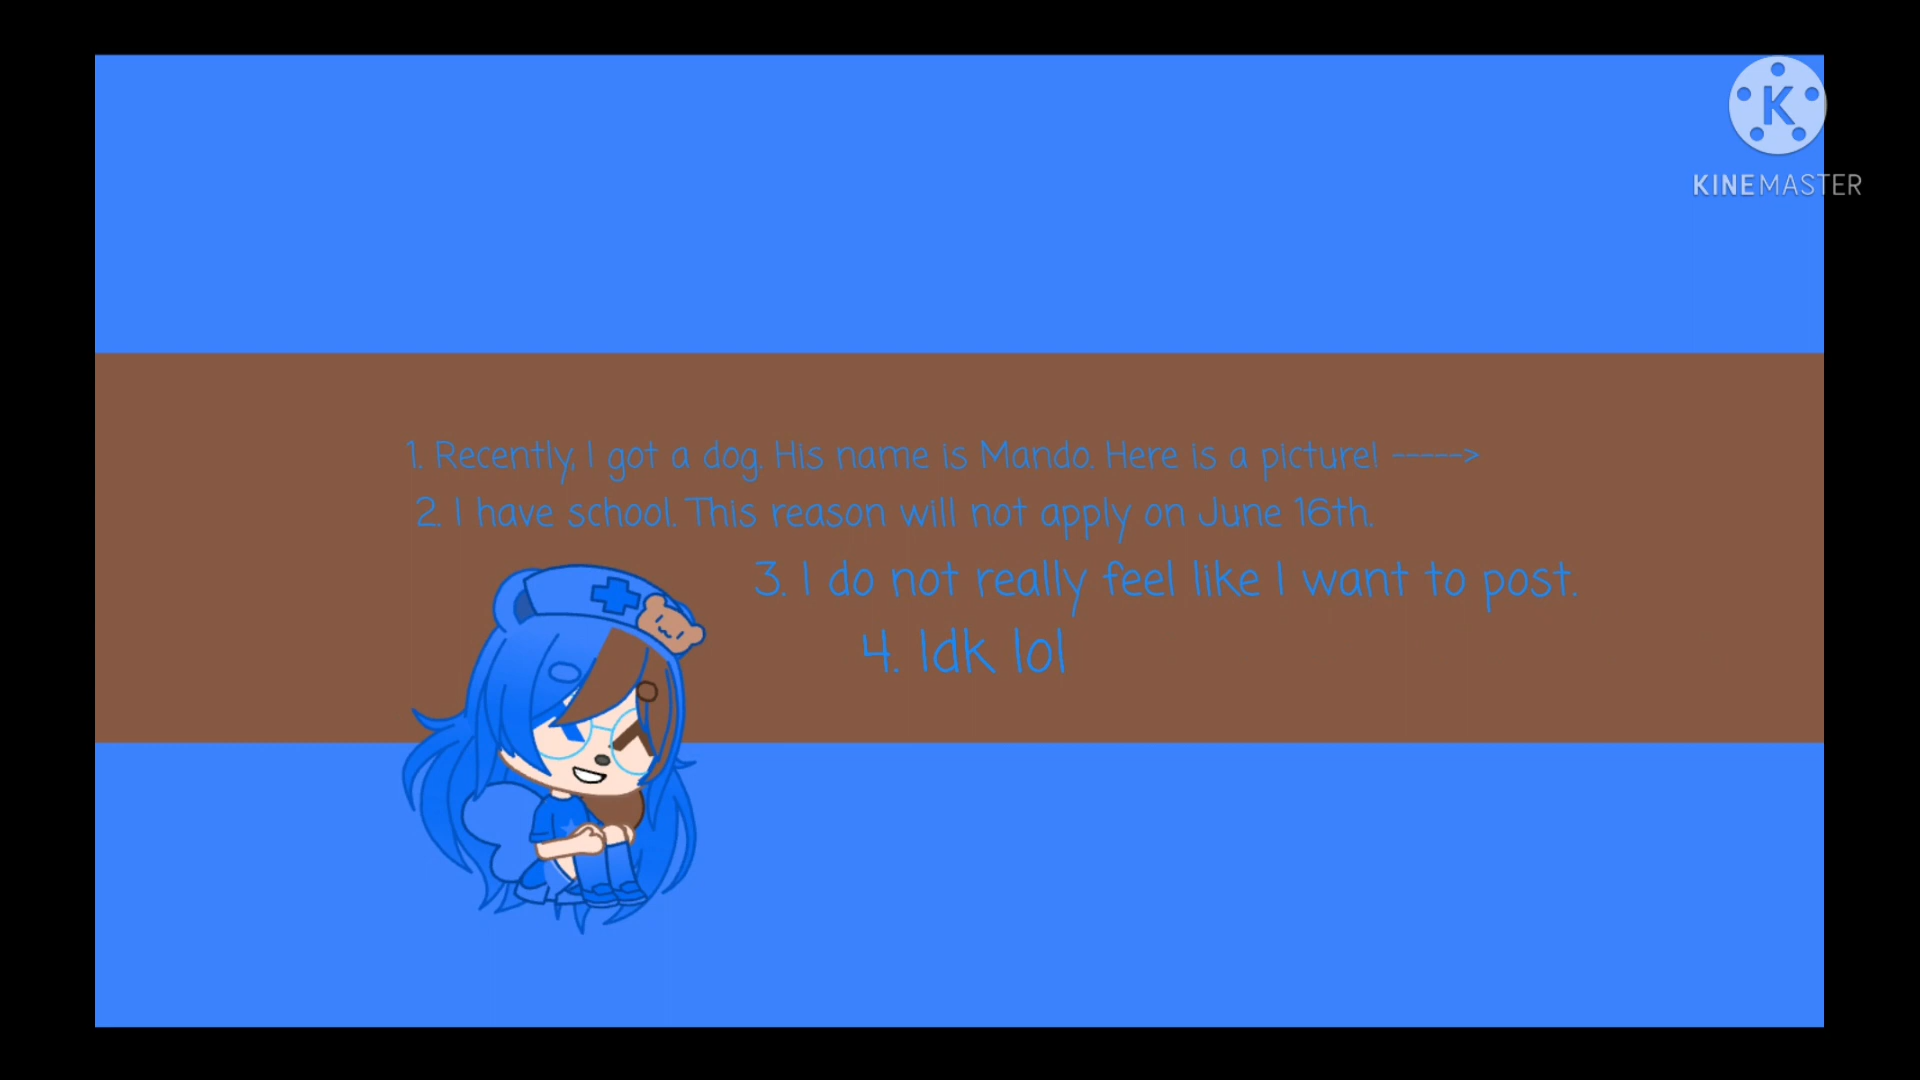 K
KINEMASTER
1. Recently, I got a dog. His name is Mando. Here is a picture! ----->
2. I have school. This reason will not apply on June 16th.
3. I do not really feel like I want to post.
4. Idk lol